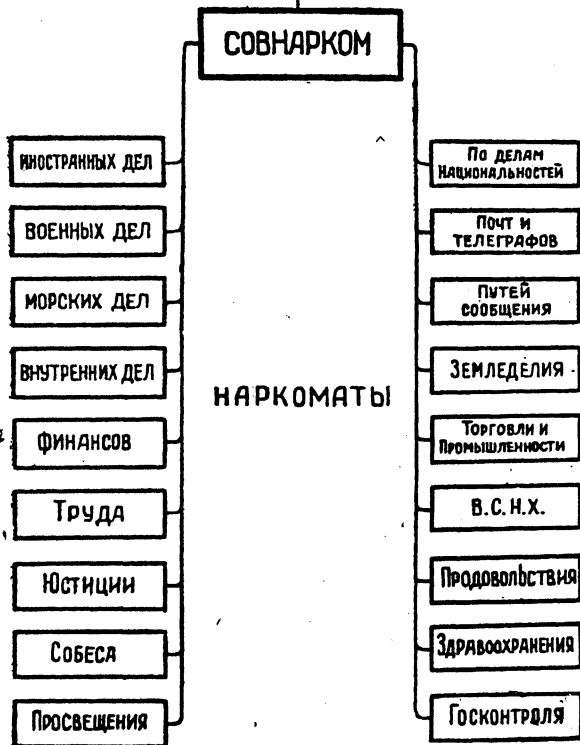 СОВНАРКОМ
ИНОСТРАННЫХ ДЕЛ
ВОЕННЫХ ДЕЛ
МОРСКИХ ДЕЛ
ВНУТРЕННИХ ДЕЛ
ФИНАНСОВ
ТРУДА
ЮСТИЦИИ
СОБЕСА
ПРОСВЕЩЕНИЯ
НАРКОМАТЫ
ПО ДЕЛАМ
НАЦИОНАЛЬНОСТЕЙ
ПОЧТ И
ТЕЛЕГРАФОВ
ПУТЕЙ
СООБЩЕНИЯ
ЗЕМЛЕДЕЛИЯ
ТОРГОВЛИ И
ПРОМЫШЛЕННОСТИ
В.С.Н.Х.
ПРОДОВОЛЬСТВИЯ
ЗДРАВООХРАНЕНИЯ
ГОСКОНТРОЛЯ